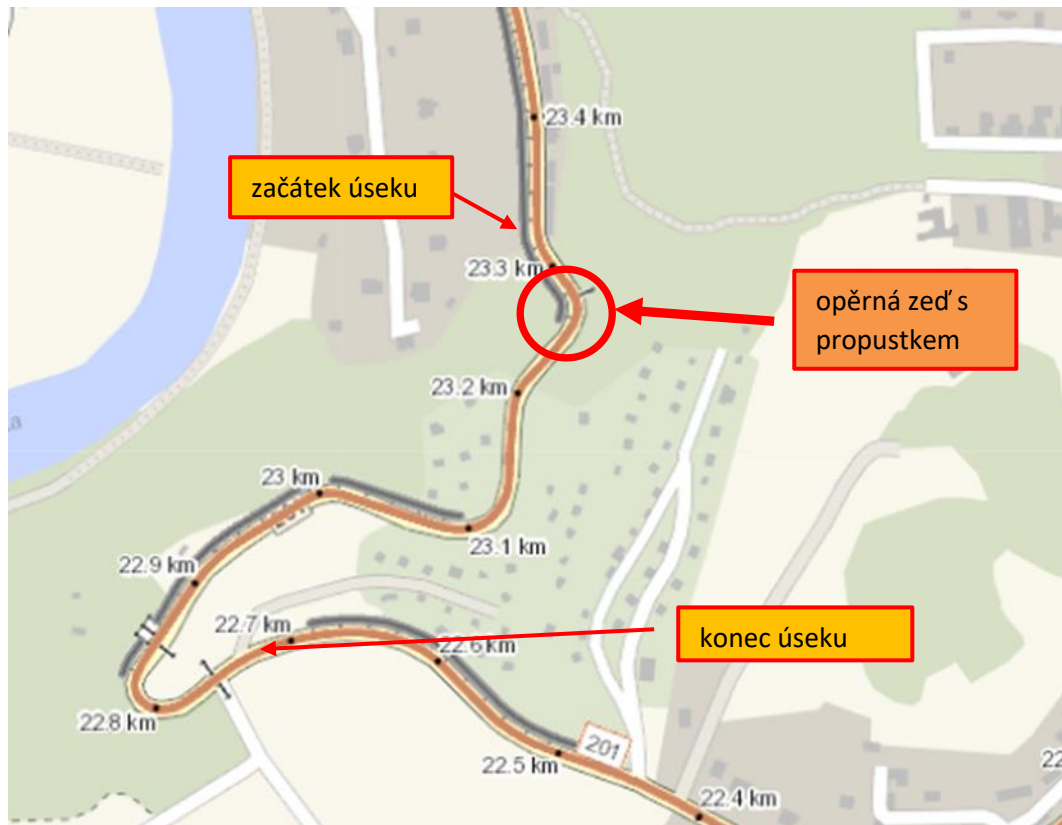 23.4 km
začátek úseku
23.3 km
opěrná zeď s
propustkem
23.2 km
23 km
23.1 km
22.9 km
22.7 km
22.6 km
konec úseku
22.8 km
201
22.5 km
22.4 km